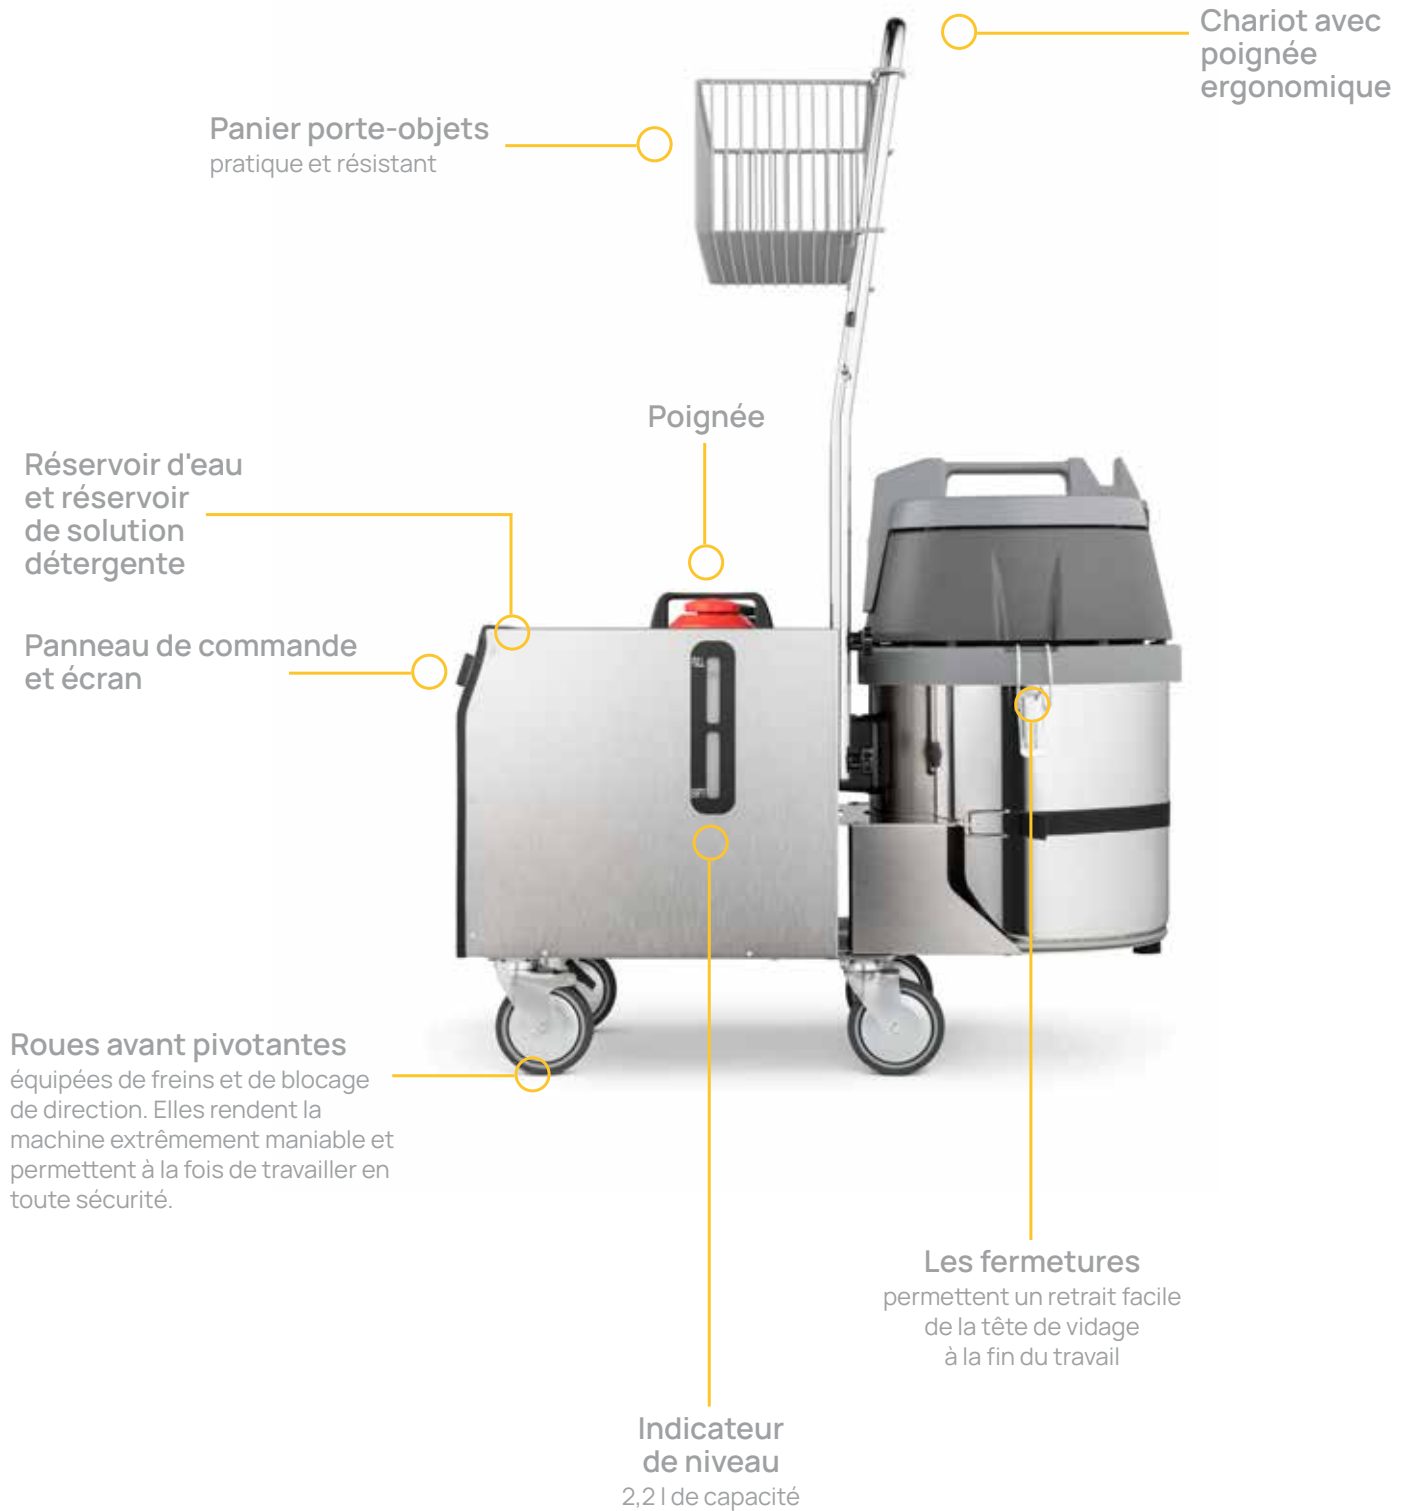 Chariot avec
poignée
ergonomique
Panier porte-objets
pratique et résistant
Poignée
Réservoir d'eau
et réservoir
de solution
détergente
Panneau de commande
et écran
FULL
Roues avant pivotantes
équipées de freins et de blocage
de direction. Elles rendent la
machine extrêmement maniable et
permettent à la fois de travailler en
toute sécurité.
Les fermetures
permettent un retrait facile
de la tête de vidage
à la fin du travail
Indicateur
de niveau
2,2 l de capacité